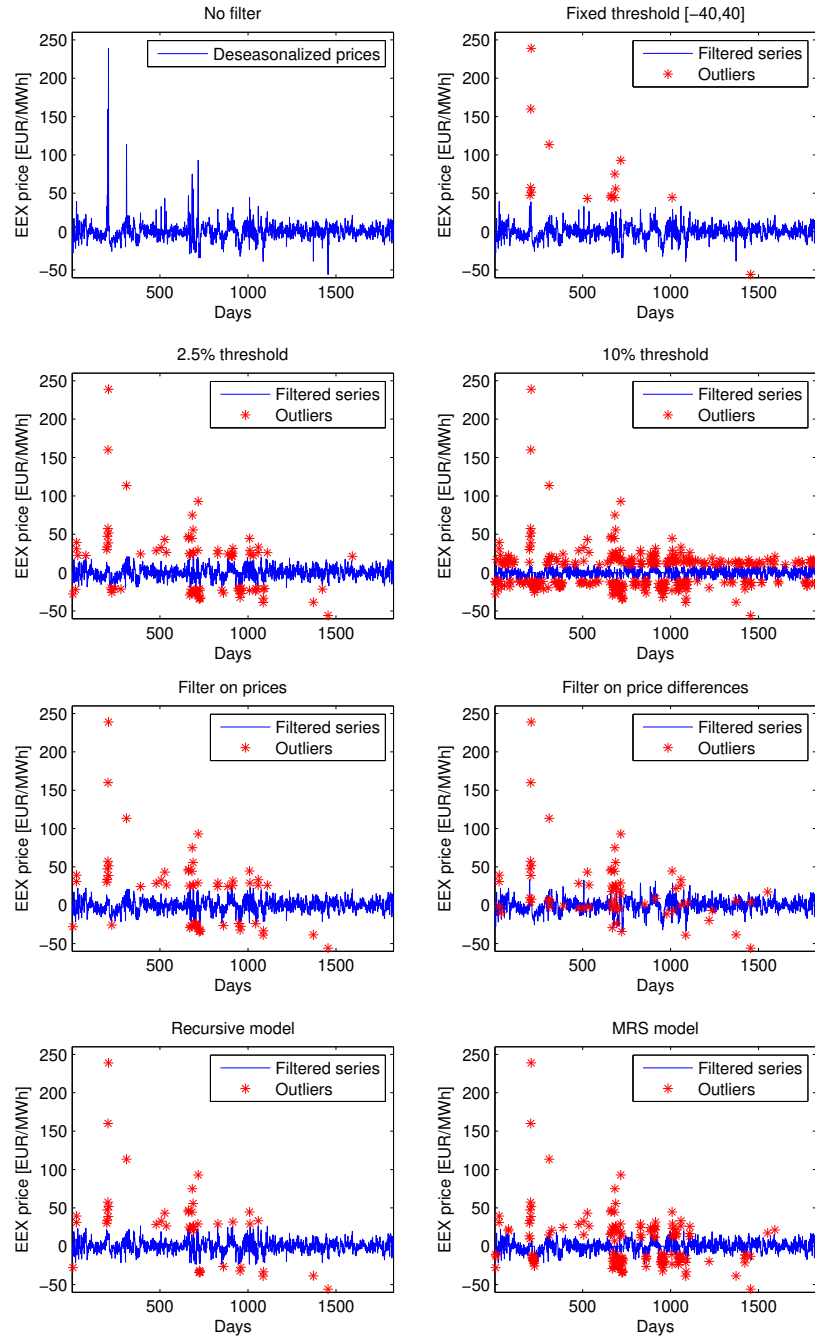 No filter
EEX price [EUR/MWh]
250
200
150
100
50
0
−50
Deseasonalized prices
500
1000
1500
Days
Fixed threshold [−40,40]
EEX price [EUR/MWh]
250
200
150
100
50
0
−50
Filtered series
Outliers
500
1000
1500
Days
2.5% threshold
EEX price [EUR/MWh]
250
200
150
100
50
0
−50
Filtered series
Outliers
500
1000
1500
Days
10% threshold
EEX price [EUR/MWh]
250
200
150
100
50
0
−50
Filtered series
Outliers
500
1000
1500
Days
Filter on prices
EEX price [EUR/MWh]
250
200
150
100
50
0
−50
Filtered series
Outliers
500
1000
1500
Days
Filter on price differences
EEX price [EUR/MWh]
250
200
150
100
50
0
−50
Filtered series
Outliers
500
1000
1500
Days
Recursive model
EEX price [EUR/MWh]
250
200
150
100
50
0
−50
Filtered series
Outliers
500
1000
1500
Days
MRS model
EEX price [EUR/MWh]
250
200
150
100
50
0
−50
Filtered series
Outliers
500
1000
1500
Days